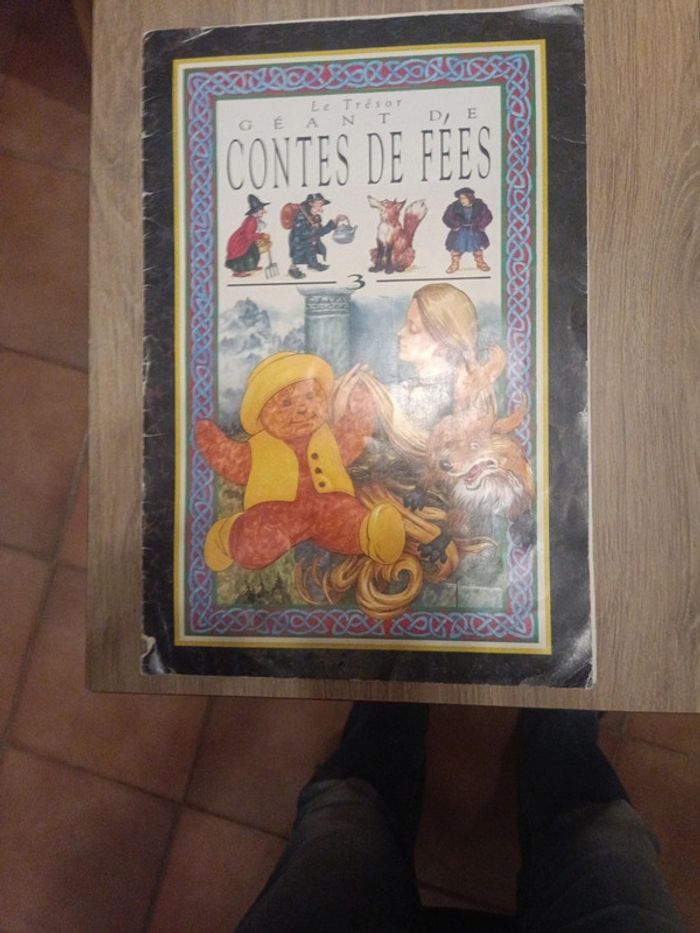 Le Trésor
GÉANT DE
CONTES DE FÉES
3